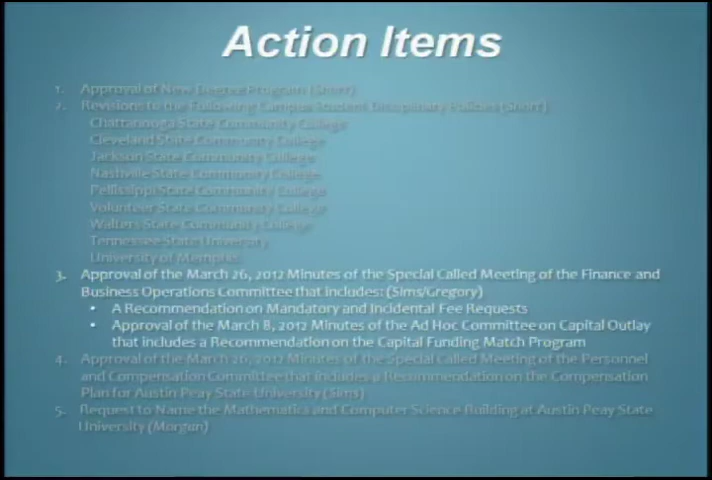 Action Items
1. Approval of New Degree Program (Short)
2. Revisions to the Following Campus Student Disciplinary Policies (Short)
Chattanooga State Community College
Cleveland State Community College
Jackson State Community College
Nashville State Community College
Pellissippi State Community College
Volunteer State Community College
Walters State Community College
Tennessee State University
University of Memphis
3. Approval of the March 26, 2012 Minutes of the Special Called Meeting of the Finance and
Business Operations Committee that includes: (Sims/Gregory)
• A Recommendation on Mandatory and Incidental Fee Requests
• Approval of the March 8, 2012 Minutes of the Ad Hoc Committee on Capital Outlay
that includes a Recommendation on the Capital Funding Match Program
4. Approval of the March 26, 2012 Minutes of the Special Called Meeting of the Personnel
and Compensation Committee that includes a Recommendation on the Compensation
Plan for Austin Peay State University (Sims)
5. Request to Name the Mathematics and Computer Science Building at Austin Peay State
University (Morgan)